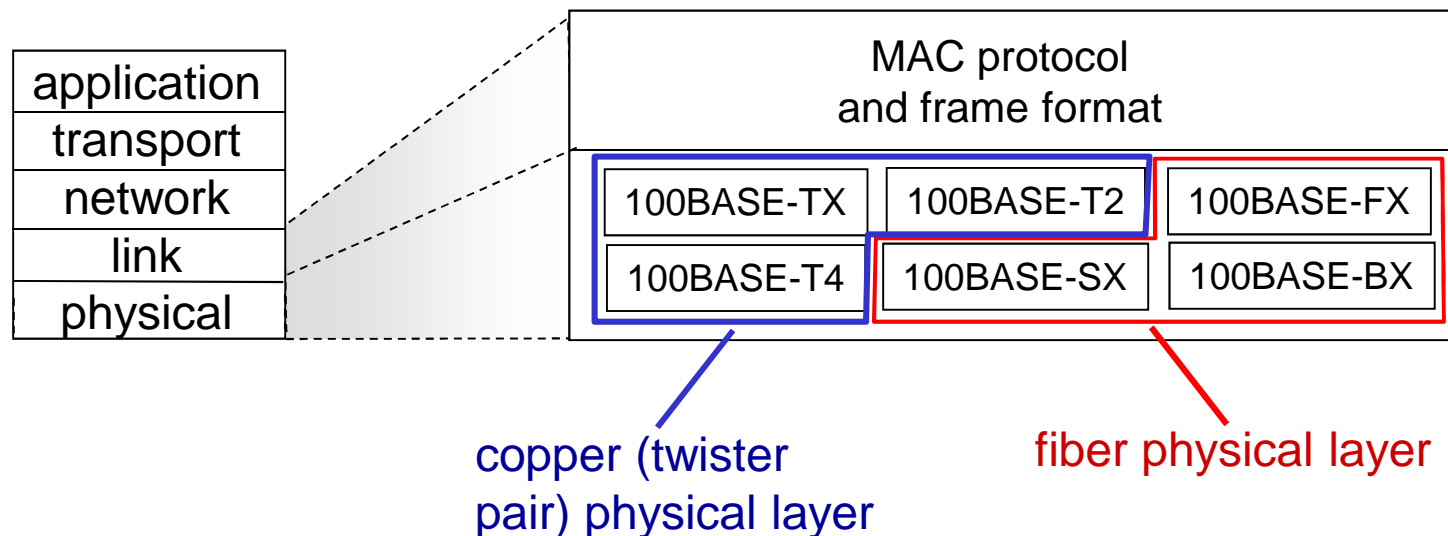 application
transport
network
link
physical
MAC protocol
and frame format
100BASE-TX
100BASE-T2
100BASE-FX
100BASE-T4
100BASE-SX
100BASE-BX
copper (twister
pair) physical layer
fiber physical layer